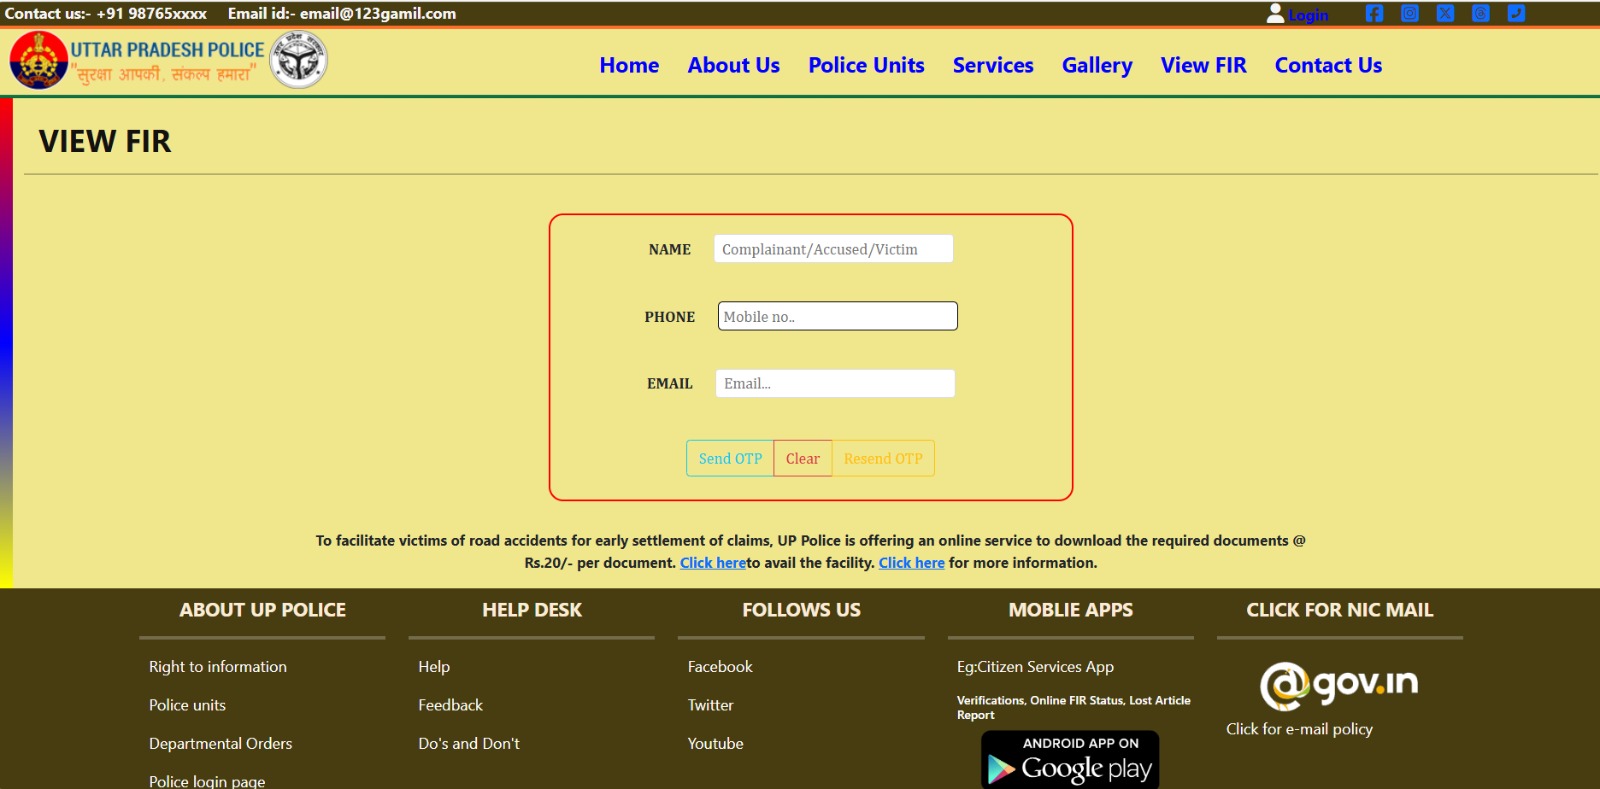 Contact us:- +91 98765xxxx Email id:- email@123gamil.com Login
UTTAR PRADESH POLICE
"सुरक्षा आपकी, संकल्प हमारा"
Home About Us Police Units Services Gallery View FIR Contact Us
VIEW FIR
NAME Complainant/Accused/Victim
PHONE Mobile no..
EMAIL Email...
Send OTP Clear Resend OTP
To facilitate victims of road accidents for early settlement of claims, UP Police is offering an online service to download the required documents @
Rs.20/- per document. Click hereto avail the facility. Click here for more information.
ABOUT UP POLICE HELP DESK FOLLOWS US MOBLIE APPS CLICK FOR NIC MAIL
Right to information Help Facebook Eg:Citizen Services App
@gov.in
Police units Feedback Twitter Verifications, Online FIR Status, Lost Article
Report
Click for e-mail policy
Departmental Orders Do's and Don't Youtube ANDROID APP ON
Google play
Police login page